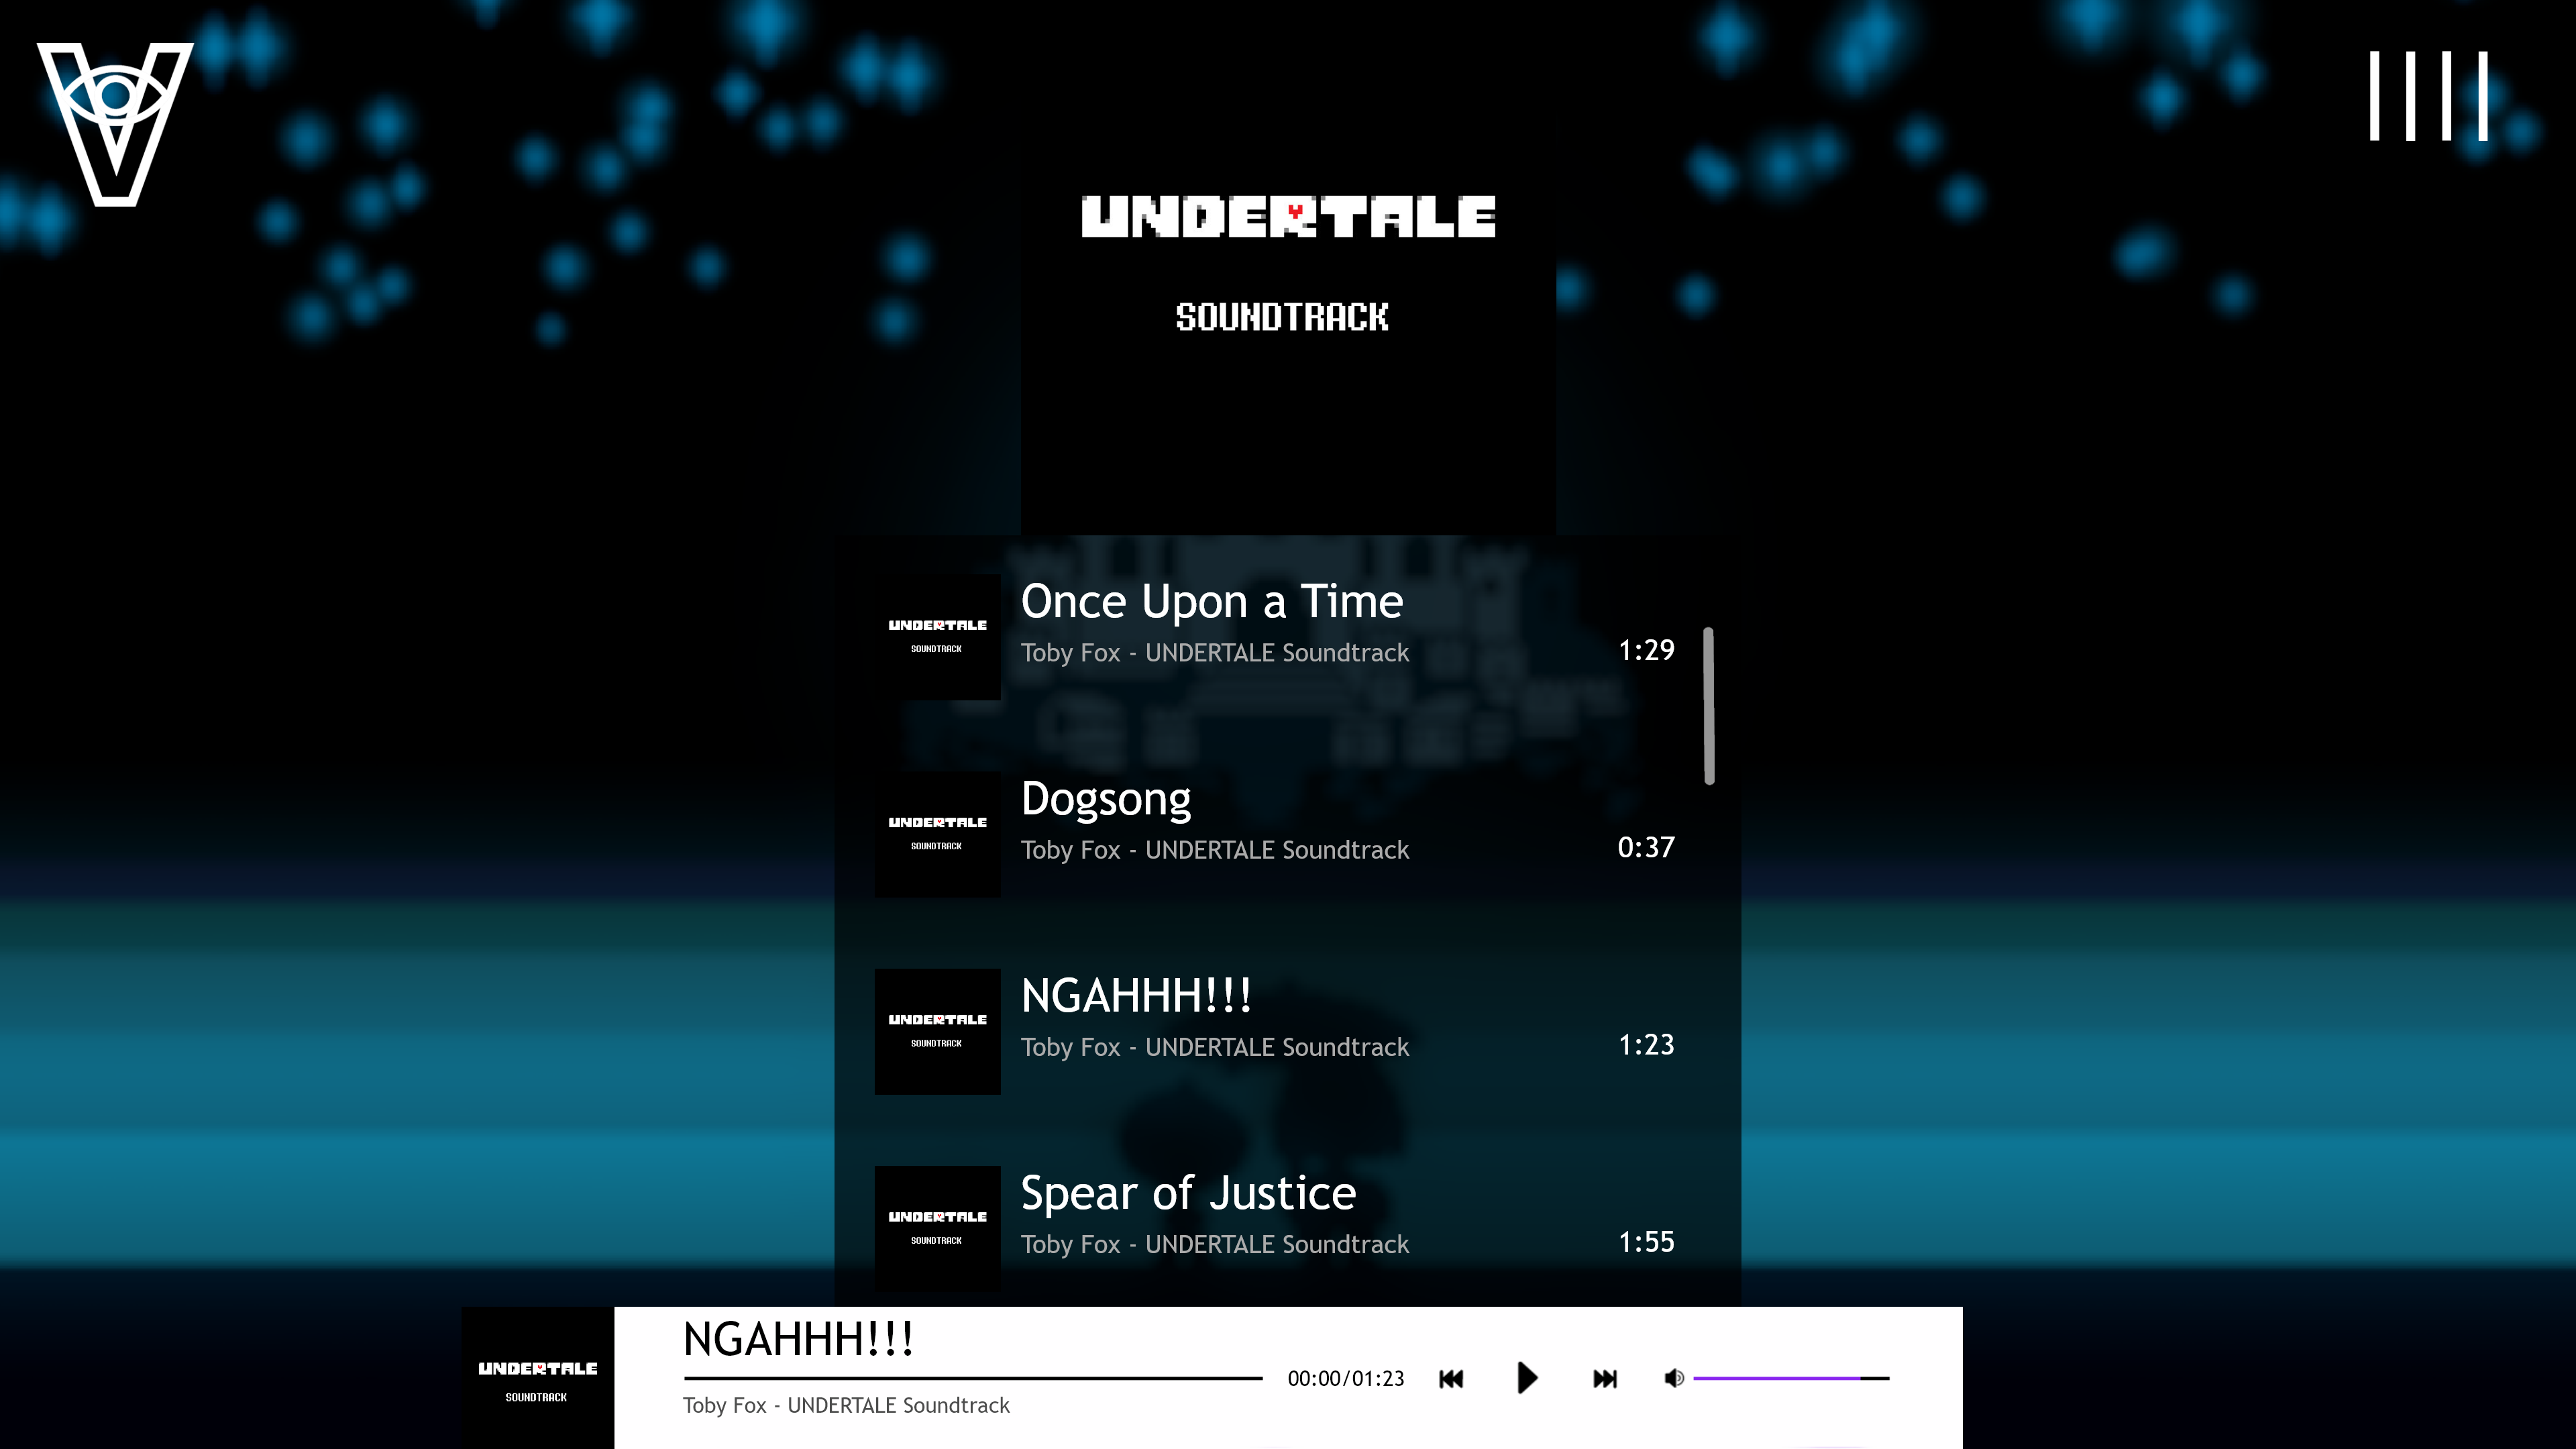 UNDERTALE
SOUNDTRACK
UNDERTALE
SOUNDTRACK
Once Upon a Time
Toby Fox - UNDERTALE Soundtrack
1:29
UNDERTALE
SOUNDTRACK
Dogsong
Toby Fox - UNDERTALE Soundtrack
0:37
UNDERTALE
SOUNDTRACK
NGAHHH!!!
Toby Fox - UNDERTALE Soundtrack
1:23
UNDERTALE
SOUNDTRACK
Spear of Justice
Toby Fox - UNDERTALE Soundtrack
1:55
UNDERTALE
SOUNDTRACK
NGAHHH!!!
00:00/01:23
Toby Fox - UNDERTALE Soundtrack